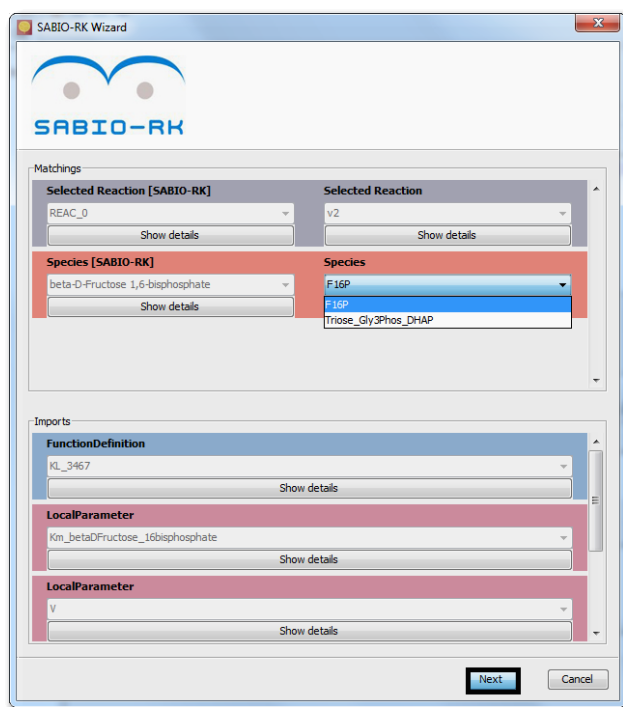 SABIO-RK Wizard
SABIO-RK
Matchings
Selected Reaction [SABIO-RK] Selected Reaction
REAC_0 v2
Show details Show details
Species [SABIO-RK] Species
beta-D-Fructose 1,6-bisphosphate F16P
Show details F16P
Triose_Gly3Phos_DHAP
Imports
FunctionDefinition
KL_3467
Show details
LocalParameter
Km_betaDFructose_16bisphosphate
Show details
LocalParameter
V
Show details
Next Cancel